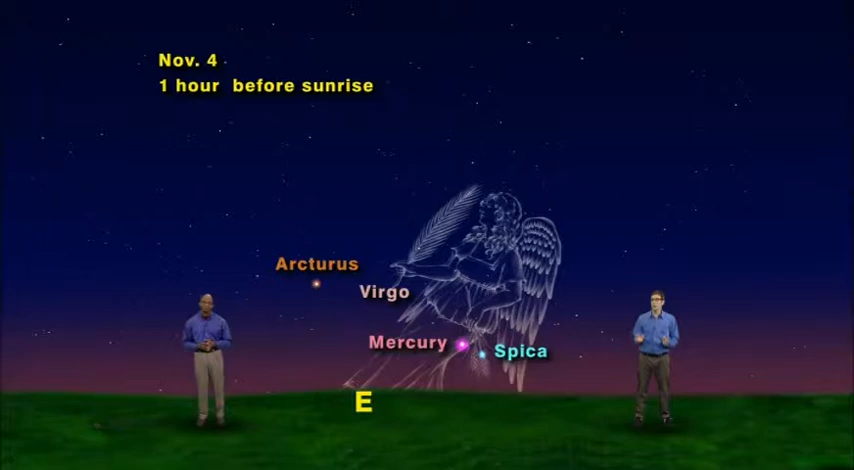 Nov. 4
1 hour before sunrise
Arcturus
Virgo
Mercury
Spica
E